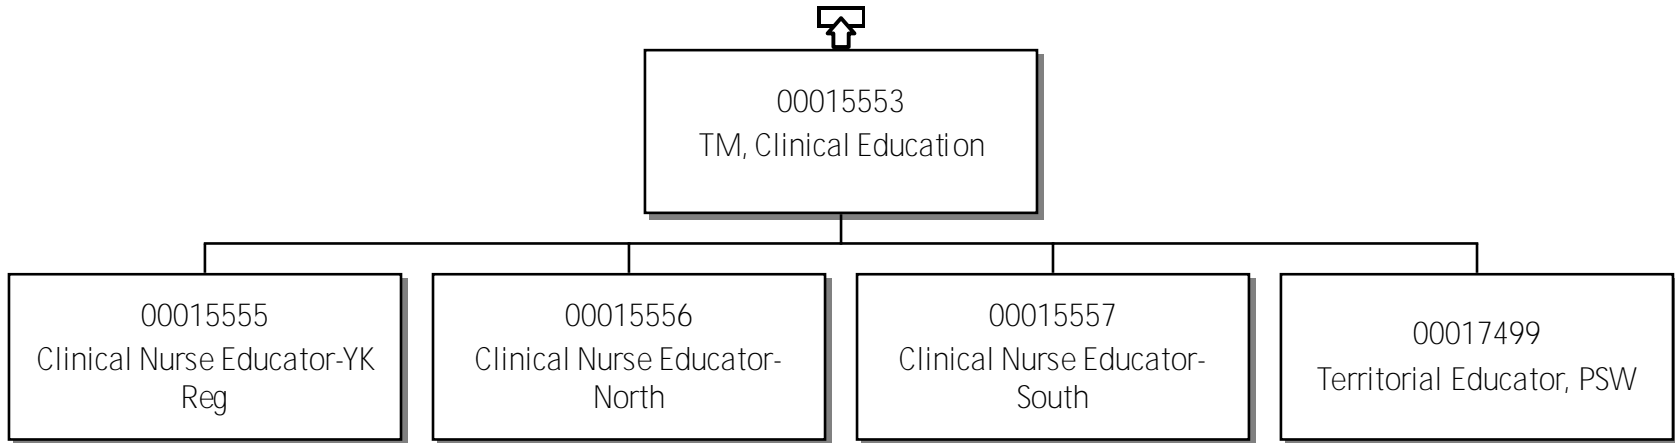 00015553
TM, Clinical Education
00015555
Clinical Nurse Educator-YK
Reg
00015556
Clinical Nurse Educator-
North
00015557
Clinical Nurse Educator-
South
00017499
Territorial Educator, PSW